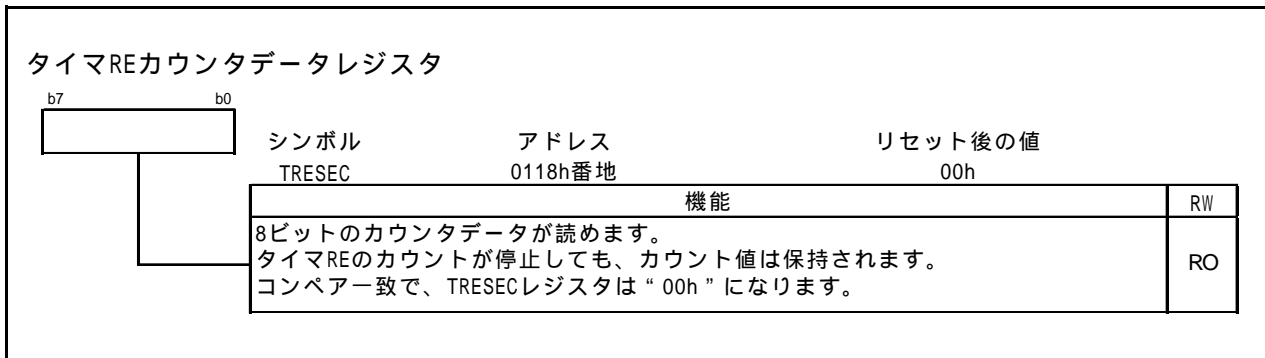 タイマREカウンタデータレジスタ
b7 b0
シンボル アドレス リセット後の値
TRESEC 0118h番地 00h
機能 RW
8ビットのカウンタデータが読めます。
タイマREのカウントが停止しても、カウント値は保持されます。
コンペア一致で、TRESECレジスタは“00h”になります。
RO